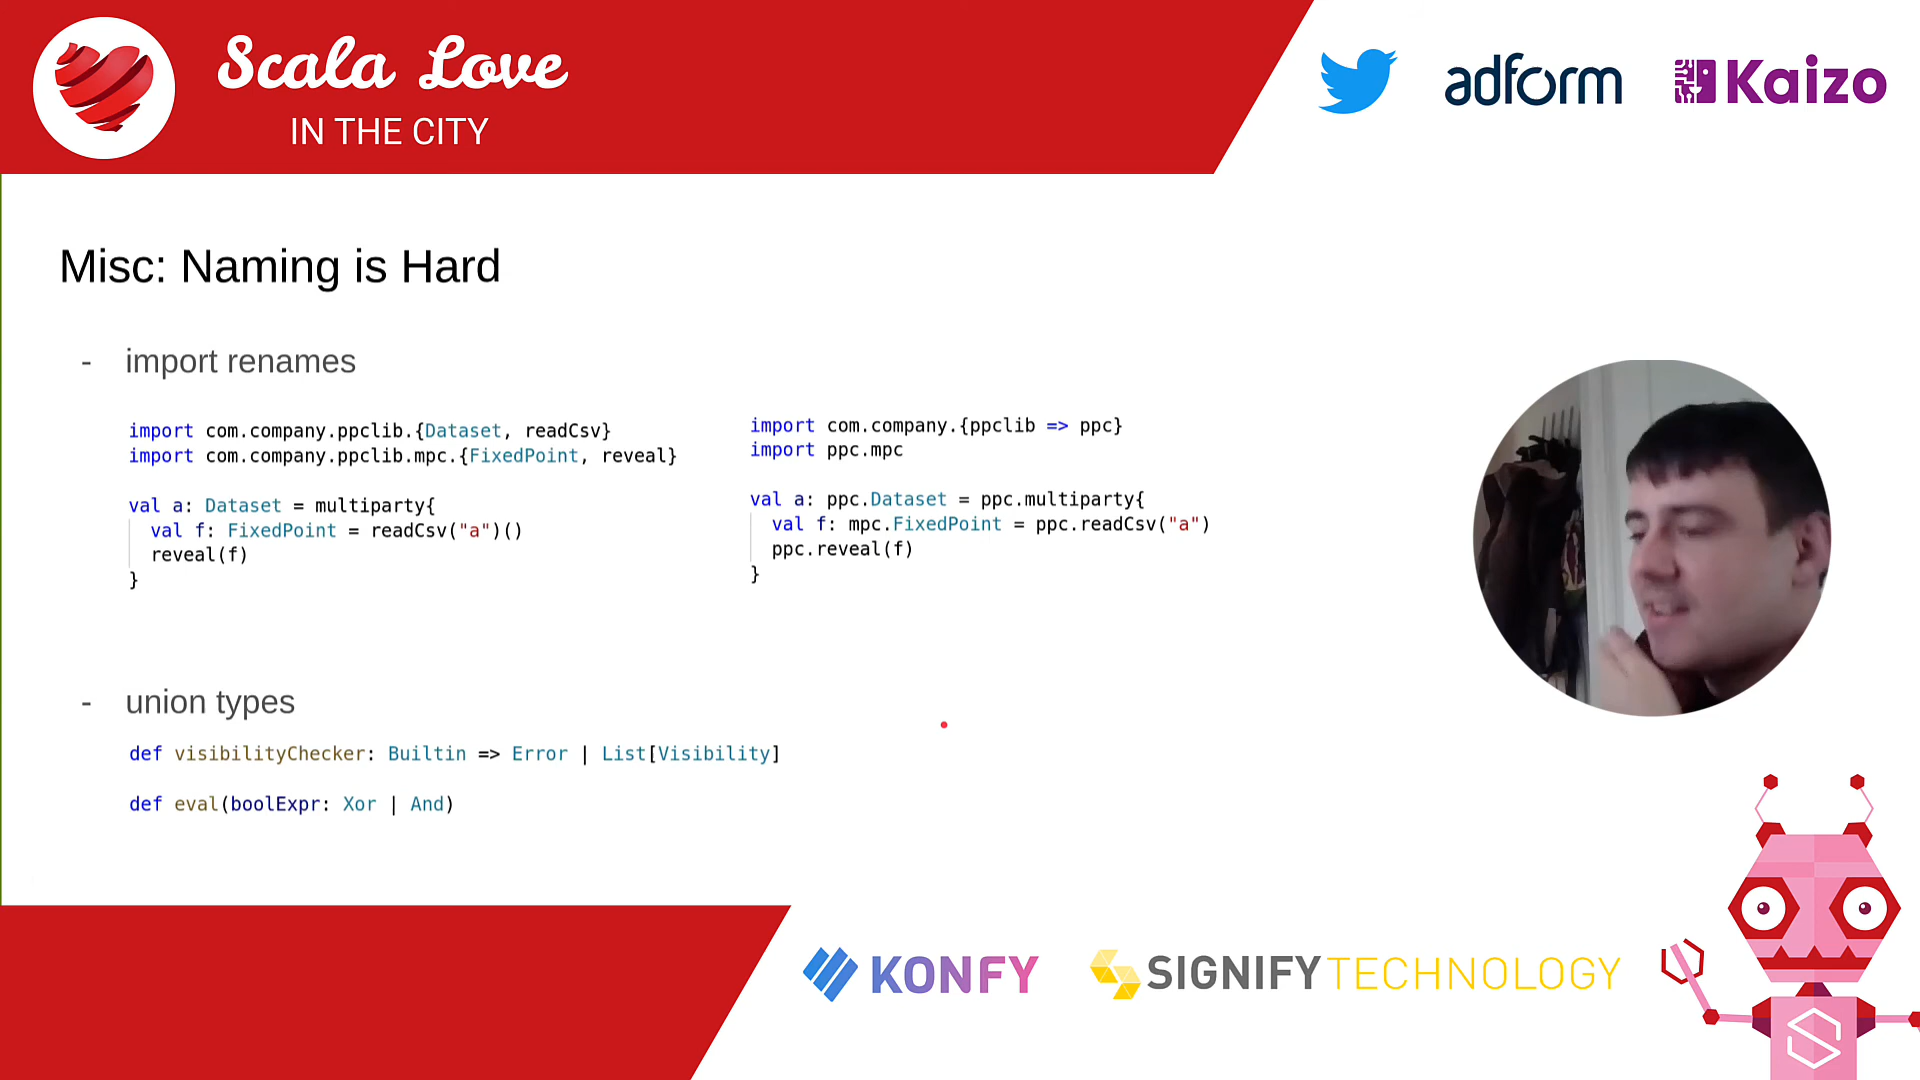 Scala Love
IN THE CITY
adform
Kaizo
Misc: Naming is Hard
- import renames
import com.company.ppclib.{Dataset, readCsv}
import com.company.ppclib.mpc.{FixedPoint, reveal}
val a: Dataset = multiparty{
val f: FixedPoint = readCsv("a")()
reveal(f)
}
import com.company.{ppclib => ppc}
import ppc.mpc
val a: ppc.Dataset = ppc.multiparty{
val f: mpc.FixedPoint = ppc.readCsv("a")
ppc.reveal(f)
}
- union types
def visibilityChecker: Builtin => Error | List[Visibility]
def eval(boolExpr: Xor | And)
KONFY
SIGNIFY TECHNOLOGY